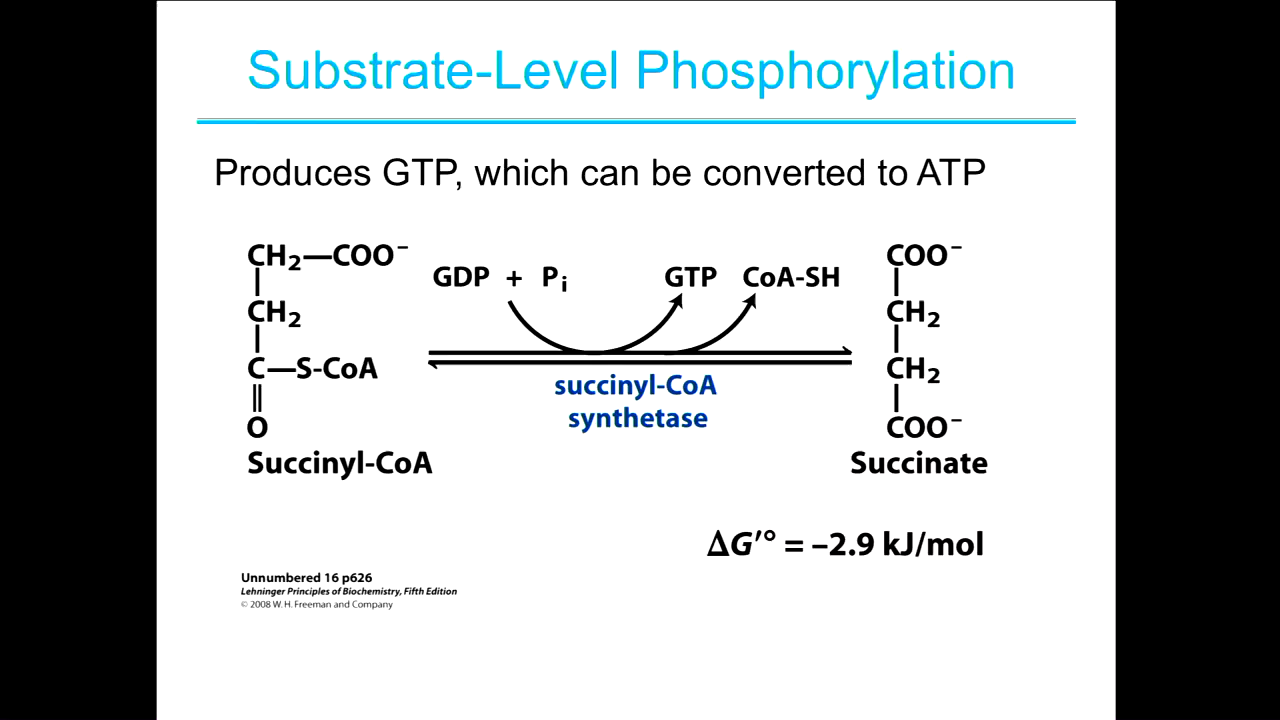 Substrate-Level Phosphorylation
Produces GTP, which can be converted to ATP
CH₂—COO⁻
CH₂
C—S-CoA
O
Succinyl-CoA
GDP + Pᵢ
GTP CoA-SH
succinyl-CoA
synthetase
COO⁻
CH₂
CH₂
COO⁻
Succinate
ΔG′° = –2.9 kJ/mol
Unnumbered 16 p626
Lehninger Principles of Biochemistry, Fifth Edition
© 2008 W. H. Freeman and Company